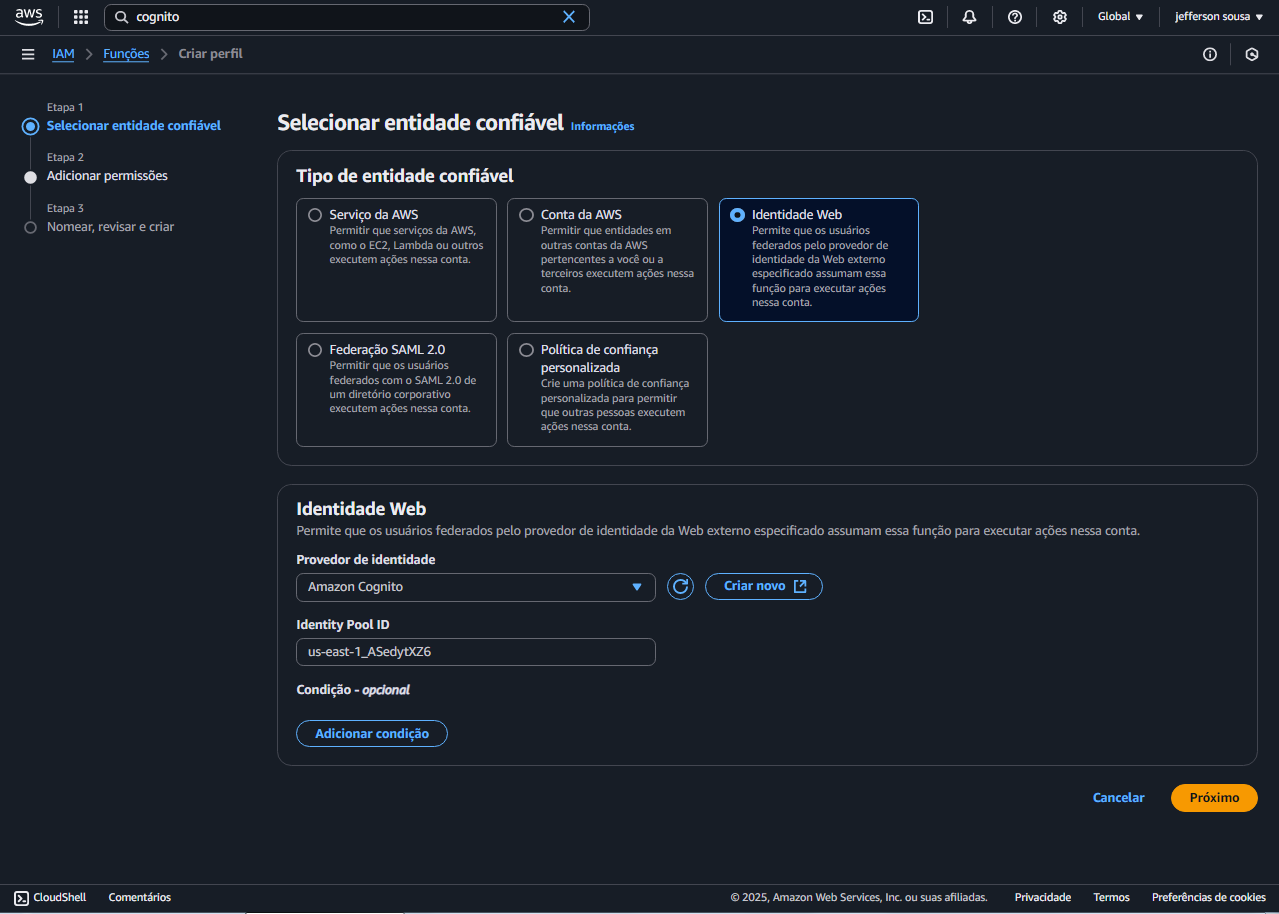 aws
cognito
Global
jefferson sousa
IAM
Funções
Criar perfil
Etapa 1
Selecionar entidade confiável
Etapa 2
Adicionar permissões
Etapa 3
Nomear, revisar e criar
Selecionar entidade confiável
Informações
Tipo de entidade confiável
Serviço da AWS
Permitir que serviços da AWS,
como o EC2, Lambda ou outros
executem ações nessa conta.
Conta da AWS
Permitir que entidades em
outras contas da AWS
pertencentes a você ou a
terceiros executem ações nessa
conta.
Identidade Web
Permite que os usuários
federados pelo provedor de
identidade da Web externo
especificado assumam essa
função para executar ações
nessa conta.
Federação SAML 2.0
Permitir que os usuários
federados com o SAML 2.0 de
um diretório corporativo
executem ações nessa conta.
Política de confiança
personalizada
Crie uma política de confiança
personalizada para permitir
que outras pessoas executem
ações nessa conta.
Identidade Web
Permite que os usuários federados pelo provedor de identidade da Web externo especificado assumam essa função para executar ações nessa conta.
Provedor de identidade
Amazon Cognito
Criar novo
Identity Pool ID
us-east-1_ASedytXZ6
Condição - opcional
Adicionar condição
Cancelar
Próximo
CloudShell
Comentários
© 2025, Amazon Web Services, Inc. ou suas afiliadas.
Privacidade
Termos
Preferências de cookies